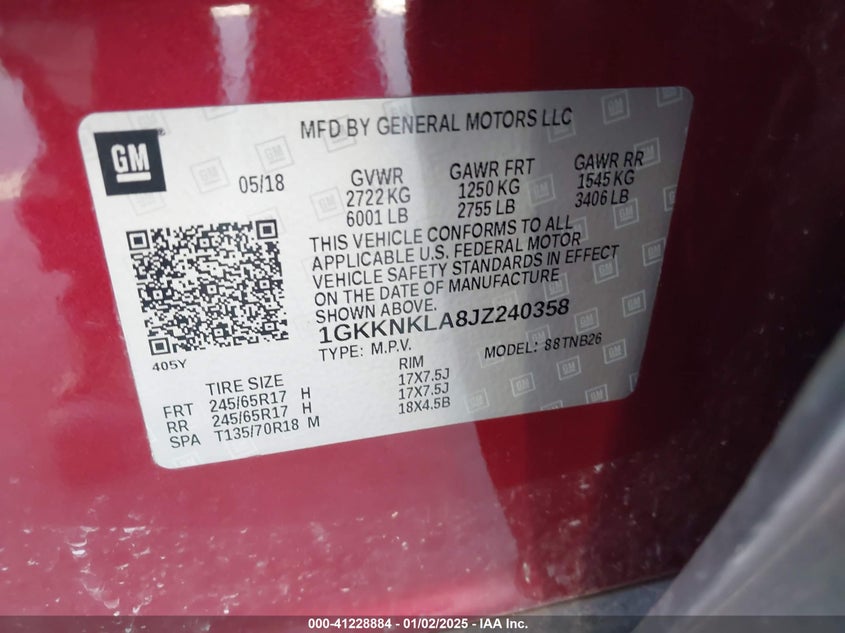 GM
MFD BY GENERAL MOTORS LLC
05/18
GVWR
2722 KG
6001 LB
GAWR FRT
1250 KG
2755 LB
GAWR RR
1545 KG
3406 LB
THIS VEHICLE CONFORMS TO ALL
APPLICABLE U.S. FEDERAL MOTOR
VEHICLE SAFETY STANDARDS IN EFFECT
ON THE DATE OF MANUFACTURE
SHOWN ABOVE.
1GKKNKLA8JZ240358
TYPE: M.P.V. MODEL: 88TNB26
405Y
TIRE SIZE RIM
FRT 245/65R17 H 17X7.5J
RR 245/65R17 H 17X7.5J
SPA T135/70R18 M 18X4.5B
000-41228884 - 01/02/2025 - IAA Inc.